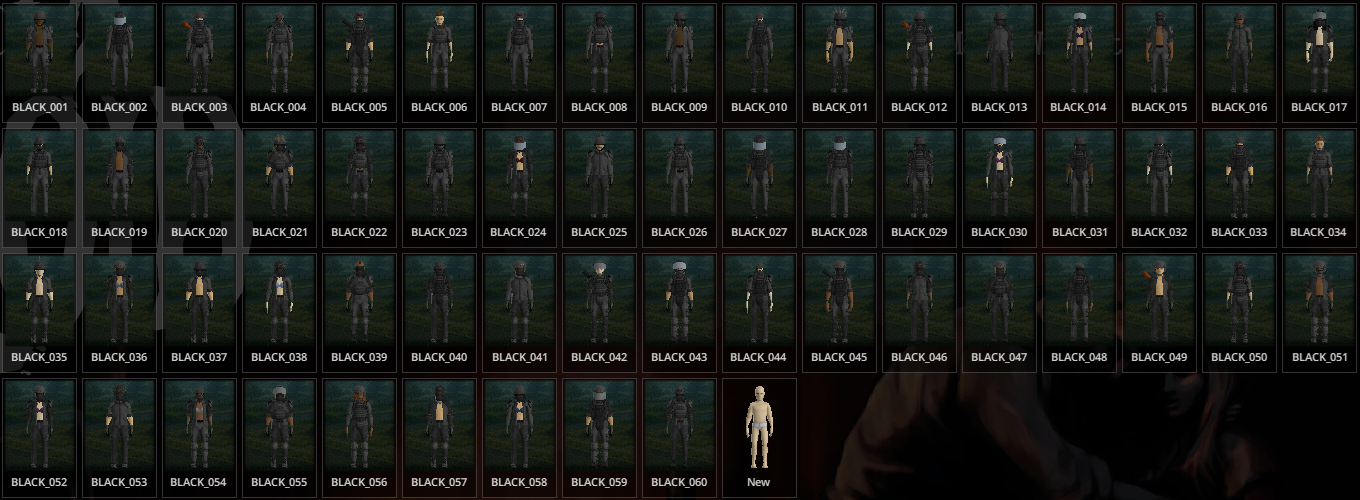 BLACK_001 BLACK_002 BLACK_003 BLACK_004 BLACK_005 BLACK_006 BLACK_007 BLACK_008 BLACK_009 BLACK_010 BLACK_011 BLACK_012 BLACK_013 BLACK_014 BLACK_015 BLACK_016 BLACK_017
BLACK_018 BLACK_019 BLACK_020 BLACK_021 BLACK_022 BLACK_023 BLACK_024 BLACK_025 BLACK_026 BLACK_027 BLACK_028 BLACK_029 BLACK_030 BLACK_031 BLACK_032 BLACK_033 BLACK_034
BLACK_035 BLACK_036 BLACK_037 BLACK_038 BLACK_039 BLACK_040 BLACK_041 BLACK_042 BLACK_043 BLACK_044 BLACK_045 BLACK_046 BLACK_047 BLACK_048 BLACK_049 BLACK_050 BLACK_051
BLACK_052 BLACK_053 BLACK_054 BLACK_055 BLACK_056 BLACK_057 BLACK_058 BLACK_059 BLACK_060 New